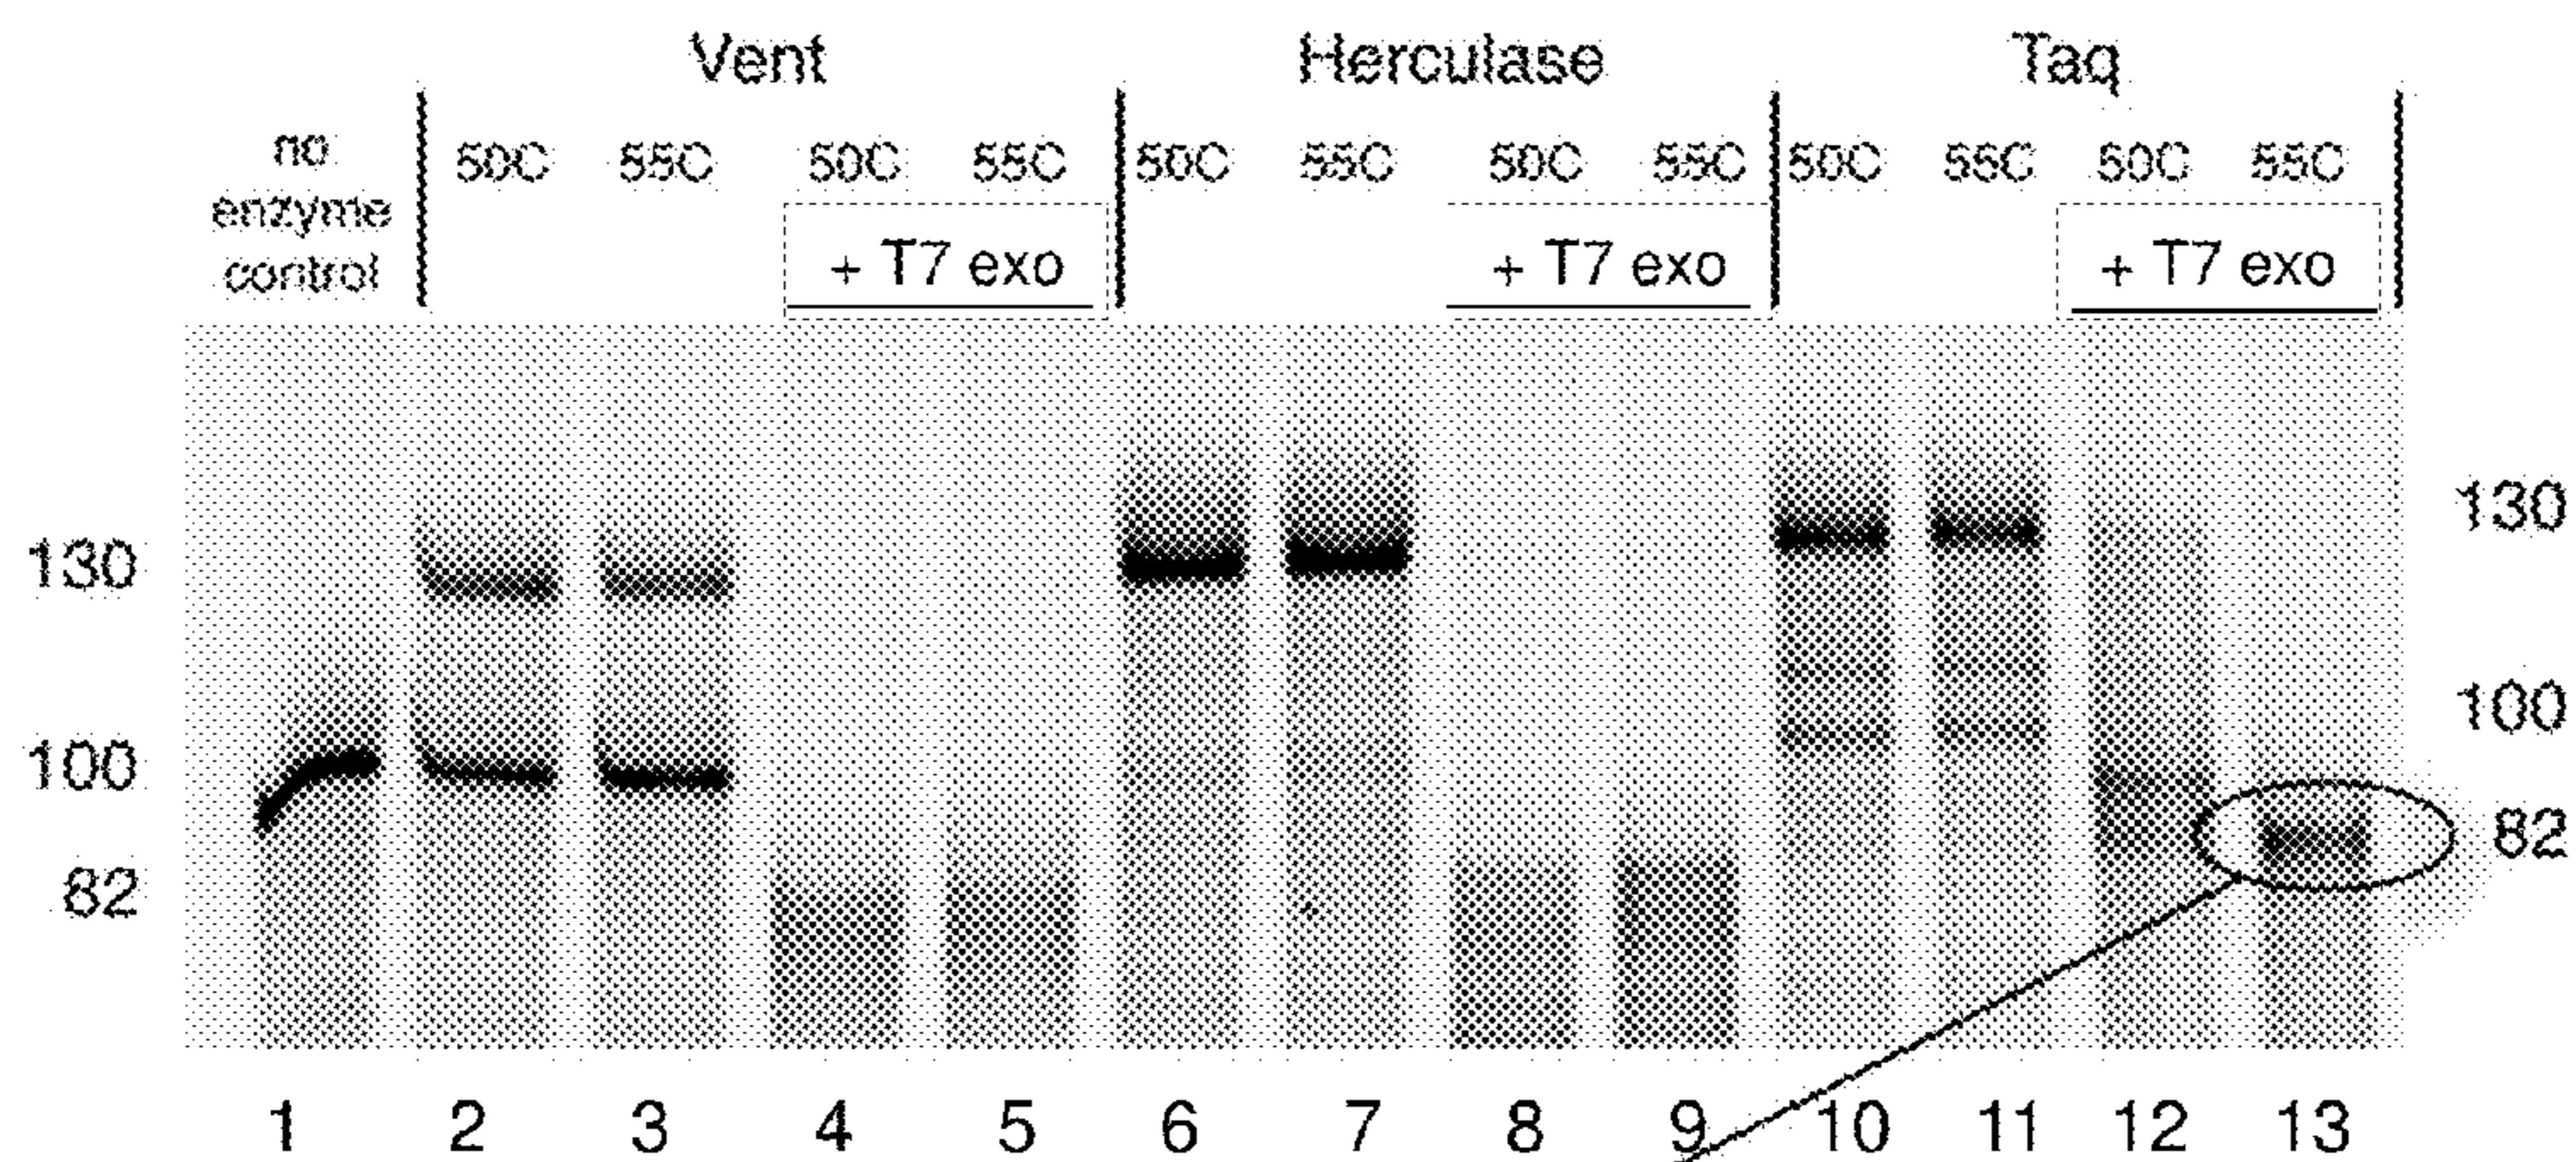 Vent Herculase Taq
no enzyme control
50C 55C 50C 55C 50C 55C 50C 55C 50C 55C 50C 55C
+ T7 exo + T7 exo + T7 exo
130 130
100 100
82 82
1 2 3 4 5 6 7 8 9 10 11 12 13